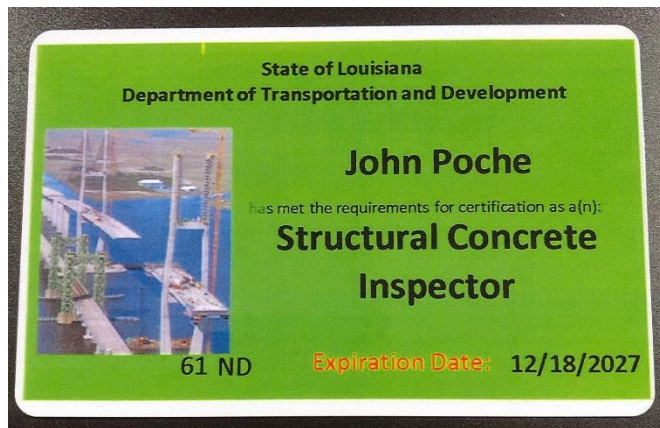 State of Louisiana
Department of Transportation and Development
John Poche
has met the requirements for certification as a(n):
Structural Concrete
Inspector
61 ND Expiration Date: 12/18/2027